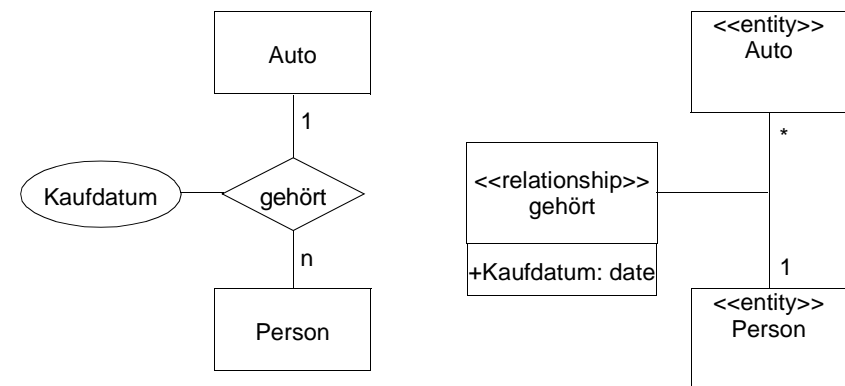 Auto
1
Kaufdatum
gehört
n
Person
<<entity>>
Auto
*
<<relationship>>
gehört
+Kaufdatum: date
1
<<entity>>
Person